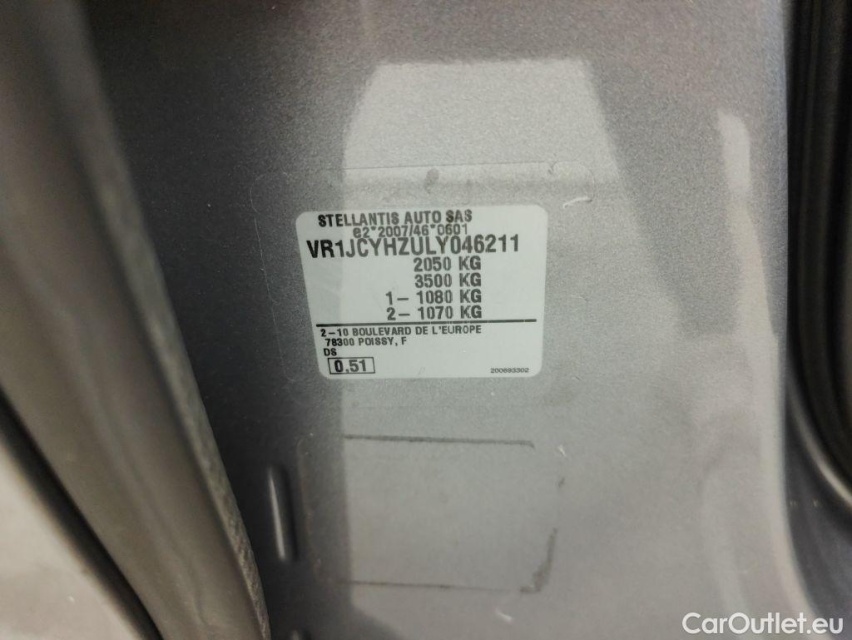 STELLANTIS AUTO SAS
e2*2007/46*0601
VR1JCYHZULY046211
2050 KG
3500 KG
1- 1080 KG
2- 1070 KG
2-10 BOULEVARD DE L'EUROPE
78300 POISSY, F
DS
0.51
200893302
CarOutlet.eu